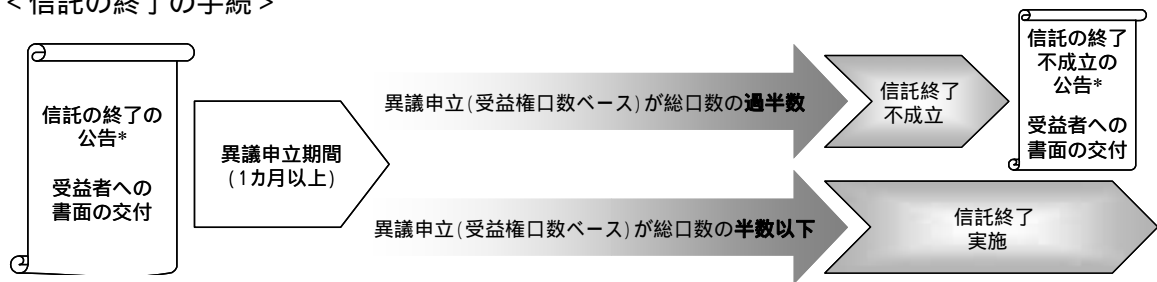 <信託の終了の手続>
信託の終了の
公告*
受益者への
書面の交付
異議申立期間
(1カ月以上)
異議申立(受益権口数ベース)が総口数の過半数
信託終了
不成立
信託の終了
不成立の
公告*
受益者への
書面の交付
異議申立(受益権口数ベース)が総口数の半数以下
信託終了
実施